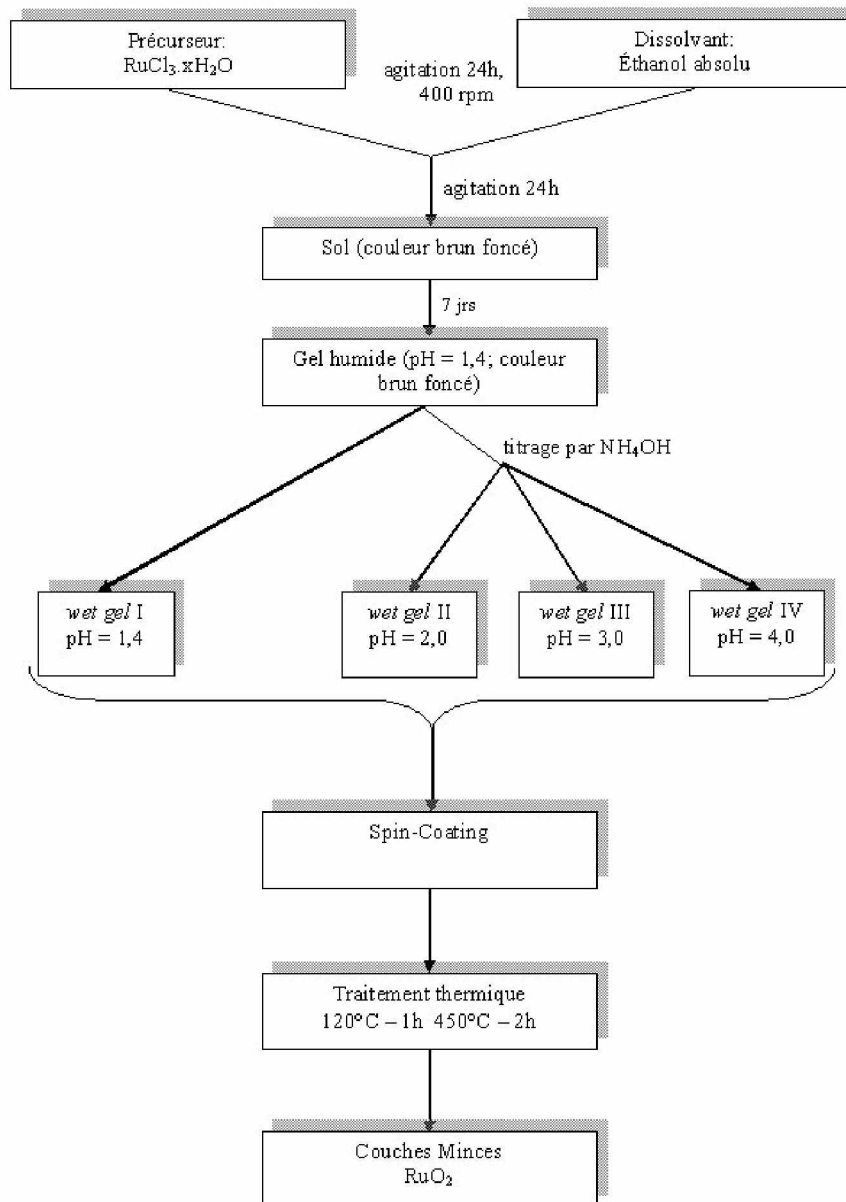 Précurseur:
RuCl₃.xH₂O
Dissolvant:
Éthanol absolu
agitation 24h,
400 rpm
agitation 24h
Sol (couleur brun foncé)
7 jrs
Gel humide (pH = 1,4; couleur
brun foncé)
titrage par NH₄OH
wet gel I
pH = 1,4
wet gel II
pH = 2,0
wet gel III
pH = 3,0
wet gel IV
pH = 4,0
Spin-Coating
Traitement thermique
120°C – 1h 450°C – 2h
Couches Minces
RuO₂